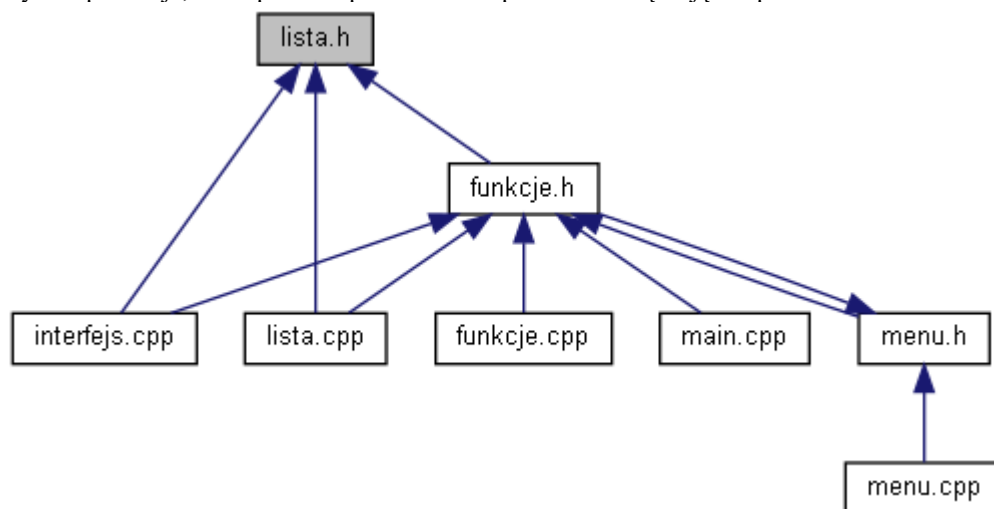 lista.h
funkcje.h
interfejs.cpp
lista.cpp
funkcje.cpp
main.cpp
menu.h
menu.cpp